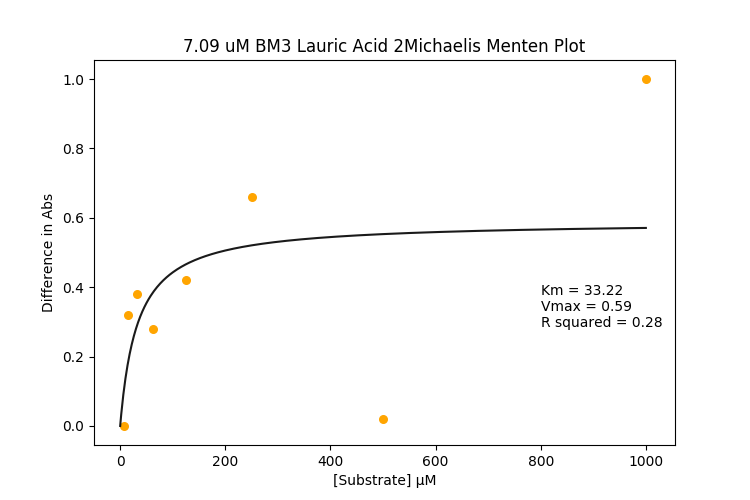 7.09 uM BM3 Lauric Acid 2Michaelis Menten Plot
1.0
0.8
0.6
0.4
0.2
0.0
Difference in Abs
Km = 33.22
Vmax = 0.59
R squared = 0.28
0 200 400 600 800 1000
[Substrate] μM